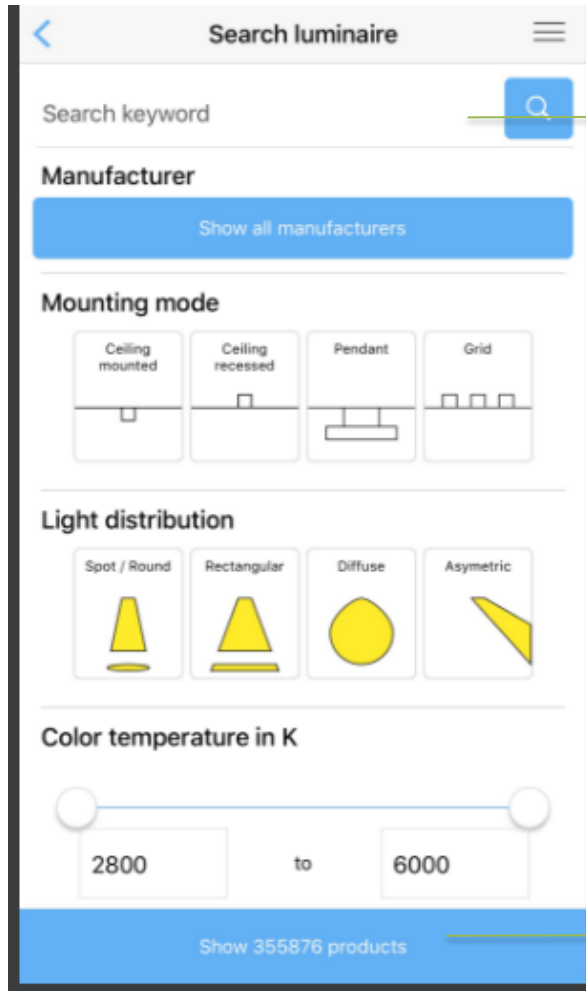 Search luminaire
Search keyword
Manufacturer
Show all manufacturers
Mounting mode
Ceiling mounted
Ceiling recessed
Pendant
Grid
Light distribution
Spot / Round
Rectangular
Diffuse
Asymetric
Color temperature in K
2800 to 6000
Show 355876 products